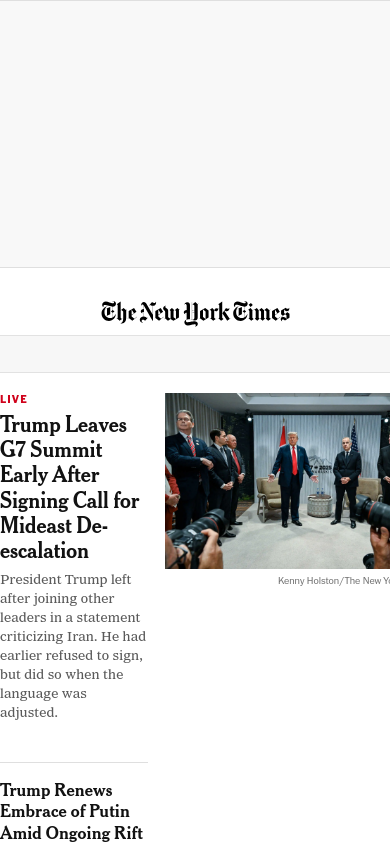 The New York Times
LIVE
Trump Leaves
G7 Summit
Early After
Signing Call for
Mideast De-
escalation
President Trump left
after joining other
leaders in a statement
criticizing Iran. He had
earlier refused to sign,
but did so when the
language was
adjusted.
Kenny Holston/The New Yo
Trump Renews
Embrace of Putin
Amid Ongoing Rift